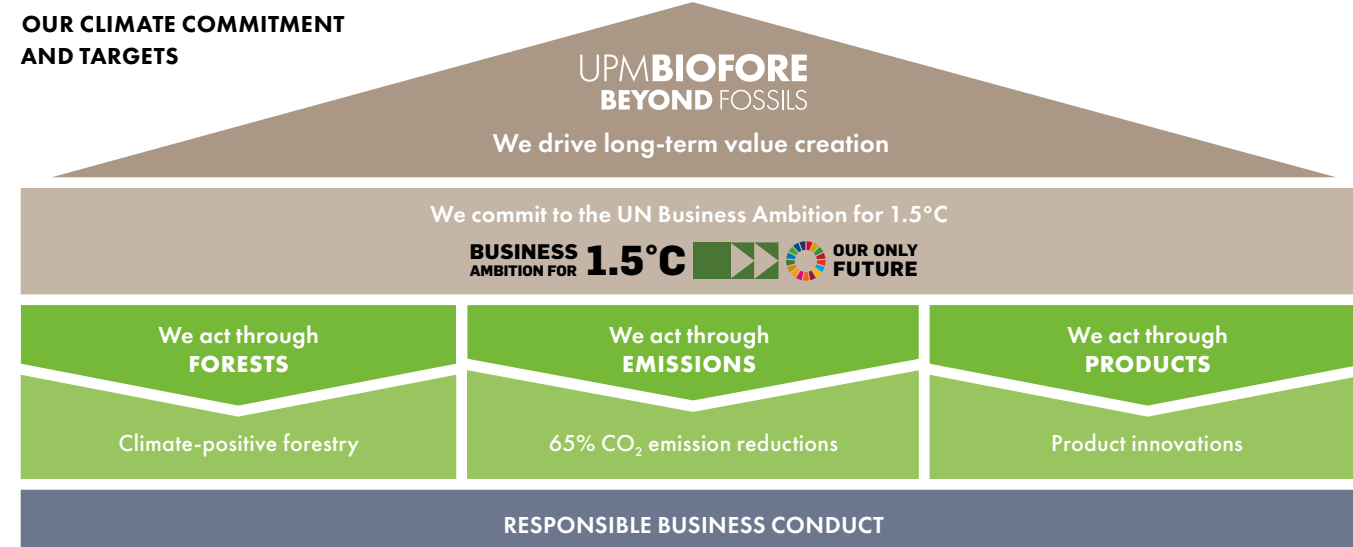 OUR CLIMATE COMMITMENT
AND TARGETS
UPMBIOFORE
BEYOND FOSSILS
We drive long-term value creation
We commit to the UN Business Ambition for 1.5°C
BUSINESS
AMBITION FOR
1.5°C
OUR ONLY
FUTURE
We act through
FORESTS
Climate-positive forestry
We act through
EMISSIONS
65% CO₂ emission reductions
We act through
PRODUCTS
Product innovations
RESPONSIBLE BUSINESS CONDUCT